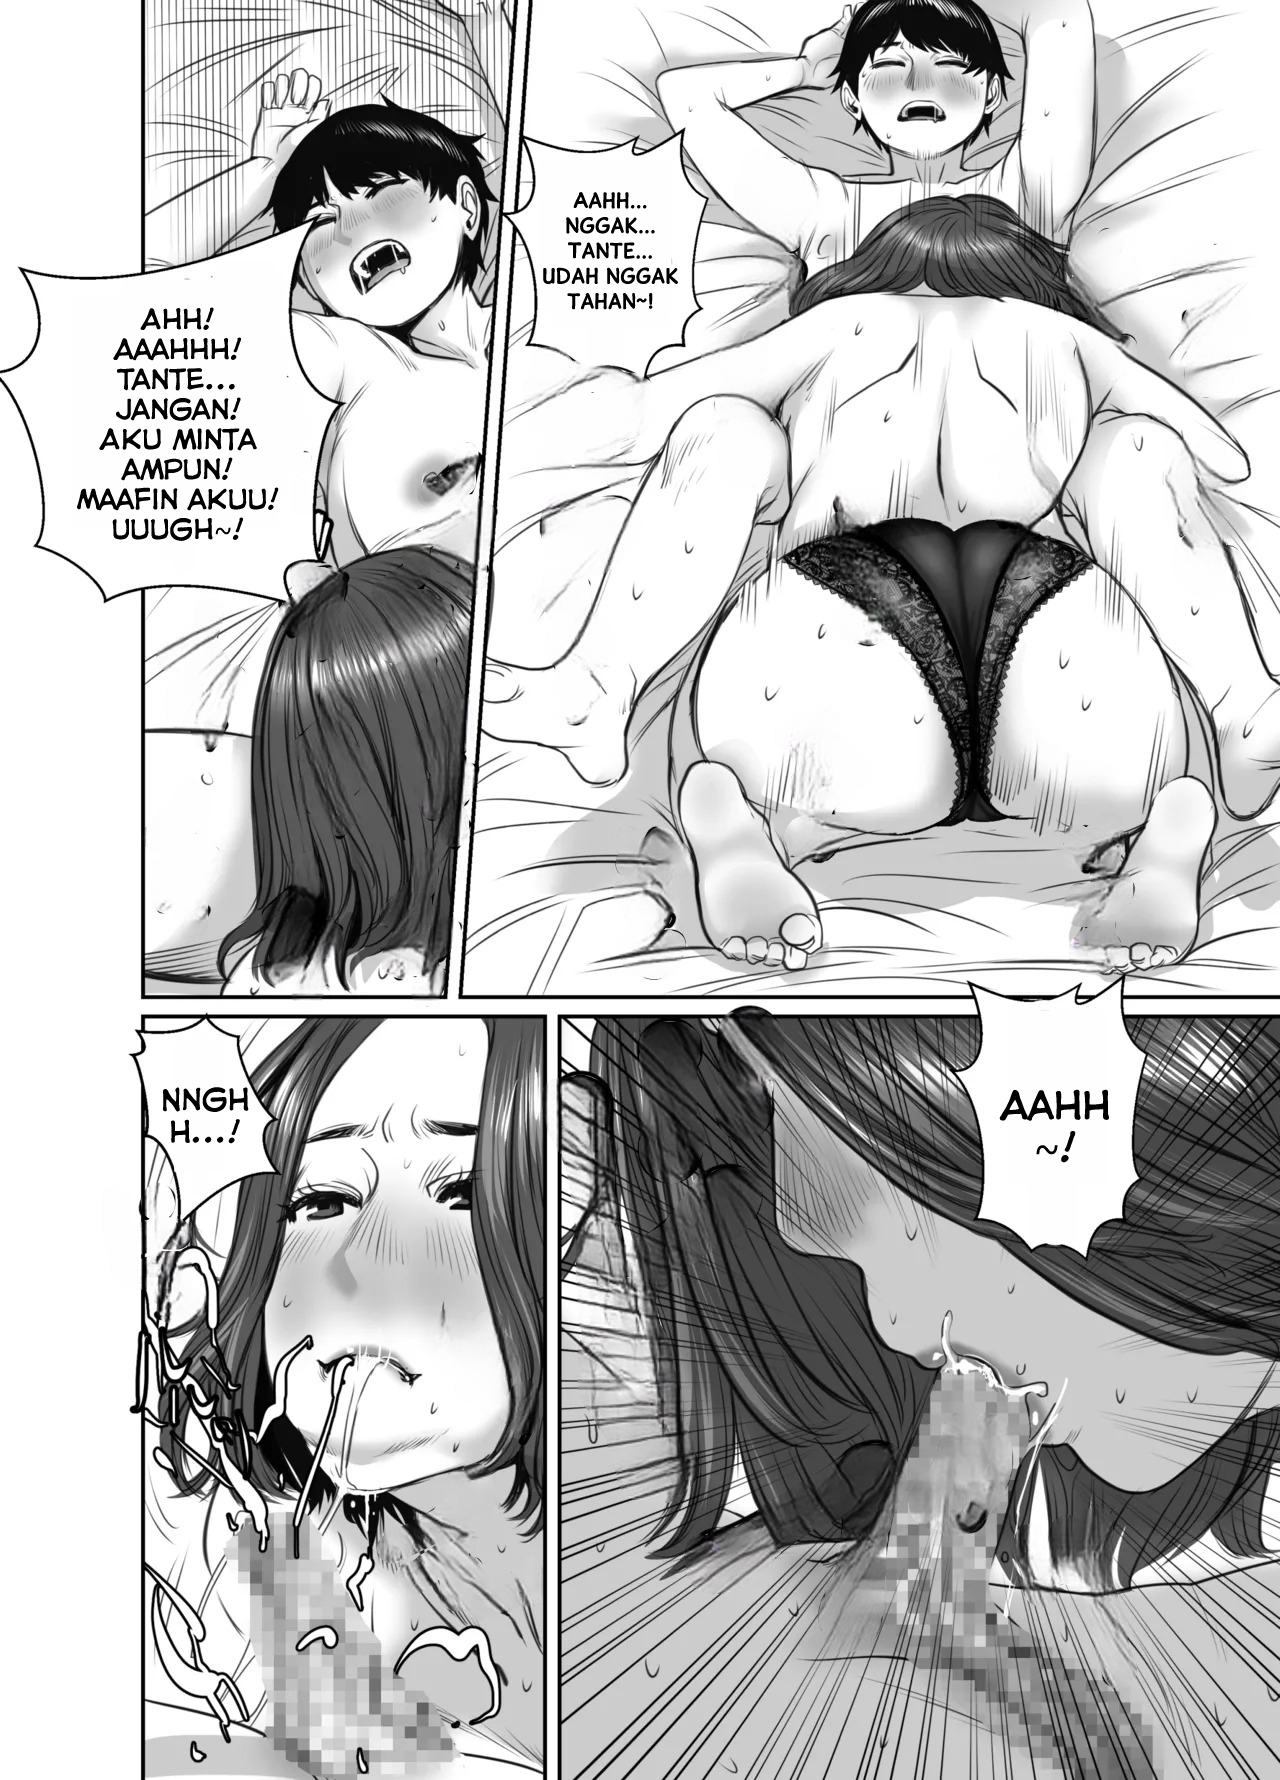 AAHH...
NGGAK...
TANTE...
UDAH NGGAK
TAHAN~!
AHH!
AAAHHH!
TANTE...
JANGAN!
AKU MINTA
AMPUN!
MAAFIN AKUU!
UUUGH~!
AAHH
~!
NNGH
H...!